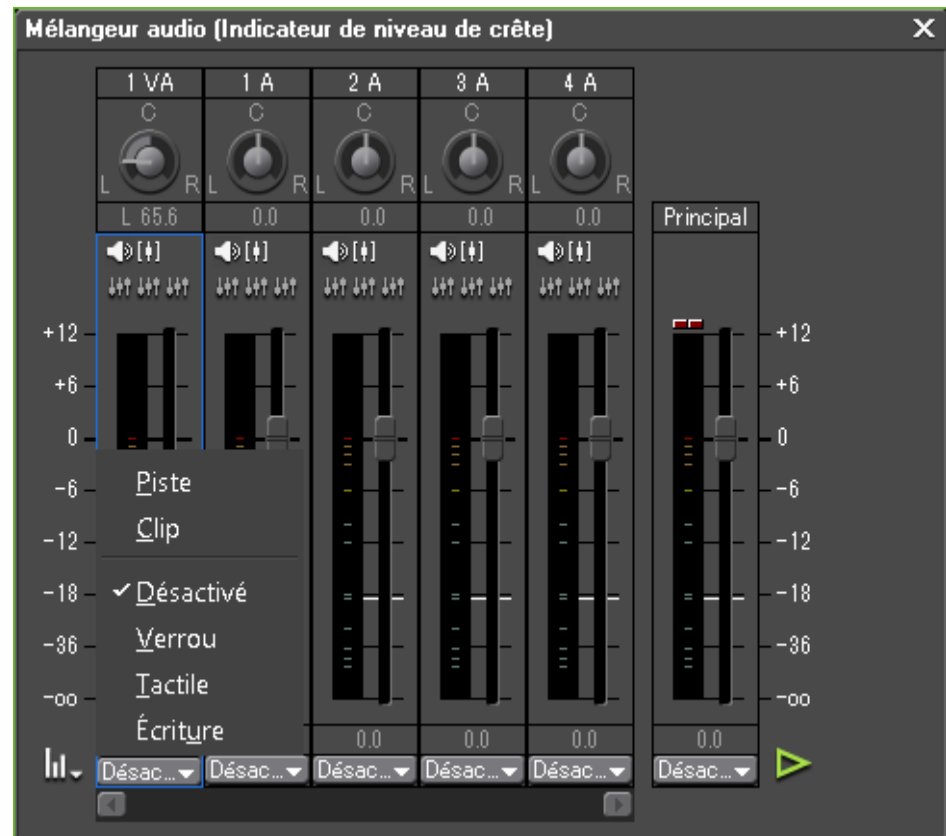 Mélangeur audio (Indicateur de niveau de crête)
1 VA 1 A 2 A 3 A 4 A
C C C C C
L R L R L R L R L R
L 65.6 0.0 0.0 0.0 0.0 Principal
+12 +12
+6 +6
0 0
-6 -6
-12 -12
-18 -18
-36 -36
-oo -oo
Piste
Clip
Désactivé
Verrou
Tactile
Écriture
0.0 0.0 0.0 0.0
Désac... Désac... Désac... Désac... Désac... Désac...